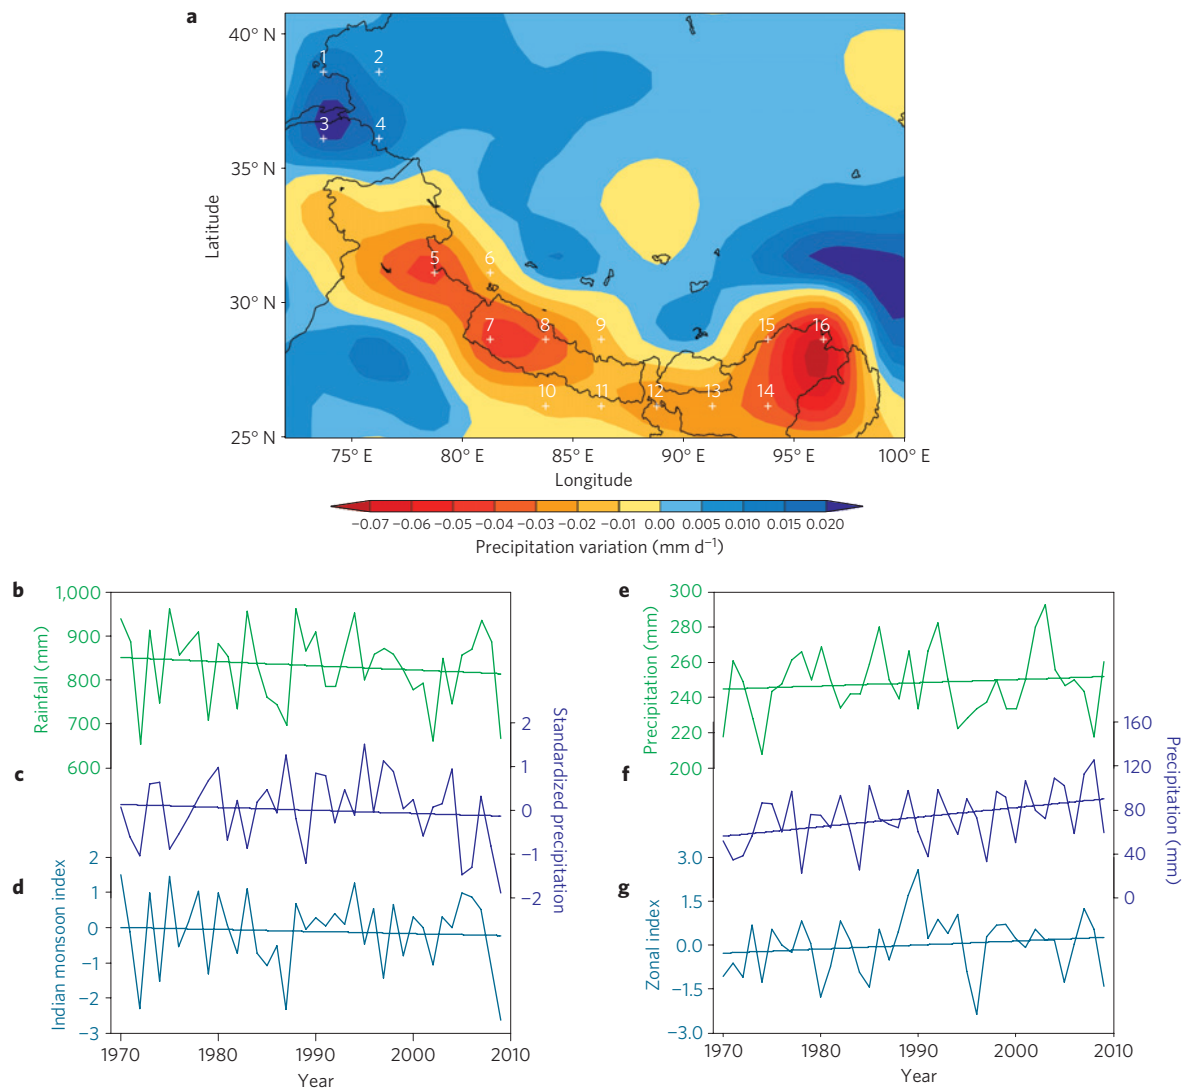 a
40° N
35° N
30° N
25° N
Latitude
1 2
3 4
5 6
7 8 9
15 16
10 11 12 13 14
75° E 80° E 85° E 90° E 95° E 100° E
Longitude
−0.07 −0.06 −0.05 −0.04 −0.03 −0.02 −0.01 0.00 0.005 0.010 0.015 0.020
Precipitation variation (mm d⁻¹)
b
1,000
900
800
700
600
Rainfall (mm)
c
2
1
0
−1
−2
Standardized precipitation
d
2
1
0
−1
−2
−3
Indian monsoon index
1970 1980 1990 2000 2010
Year
e
300
280
260
240
220
200
Precipitation (mm)
f
160
120
80
40
0
Precipitation (mm)
g
3.0
1.5
0.0
−1.5
−3.0
Zonal index
1970 1980 1990 2000 2010
Year